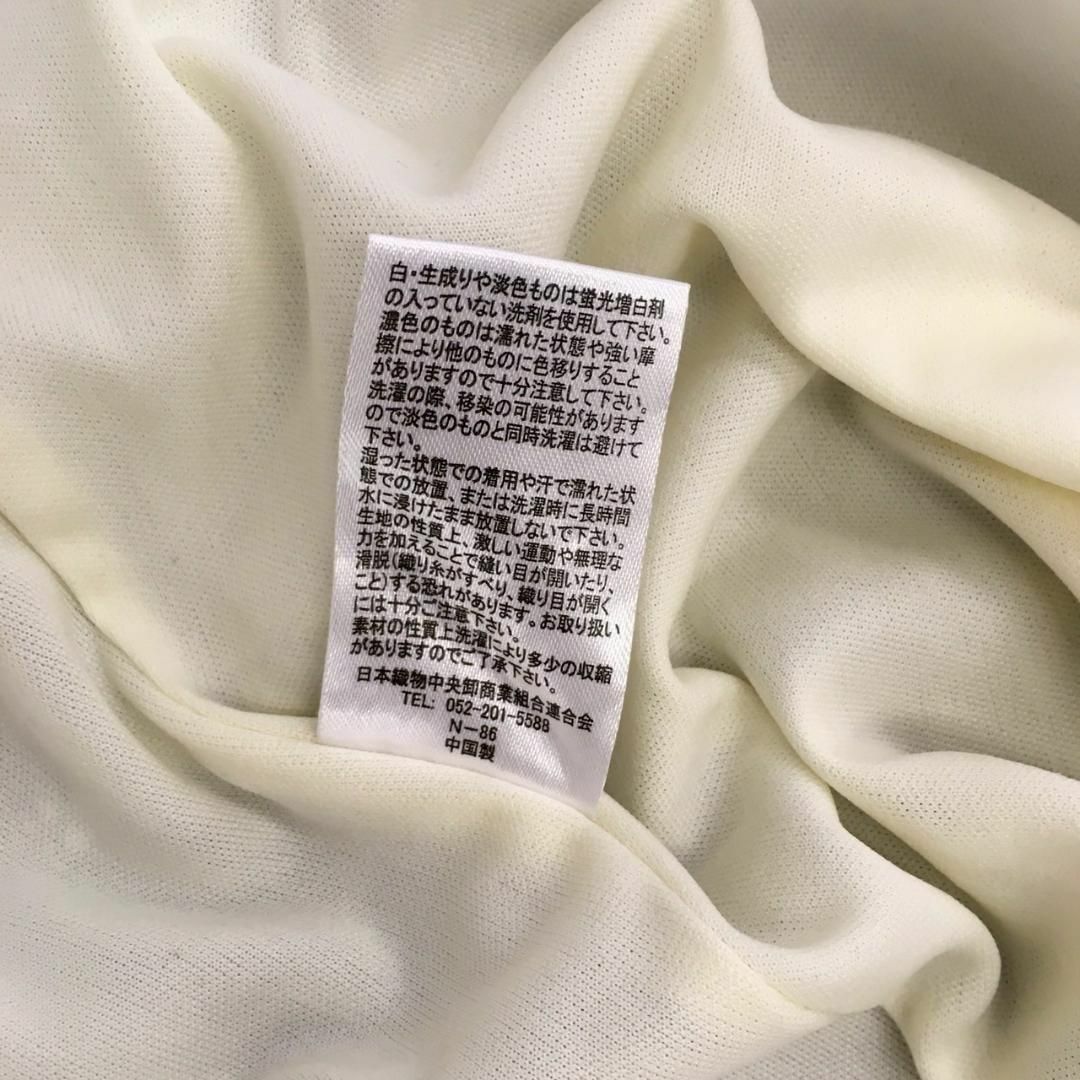 白・生成りや淡色ものは蛍光増白剤
の入っていない洗剤を使用して下さい。
濃色のものは濡れた状態や強い摩
擦により他のものに色移りすること
がありますので十分注意して下さい。
洗濯の際、移染の可能性があります
ので淡色のものと同時洗濯は避けて
下さい。
湿った状態での着用や汗で濡れた状
態での放置、または洗濯時に長時間
水に浸けたまま放置しないで下さい。
生地の性質上、激しい運動や無理な
力を加えることで縫い目が開いたり、
滑脱(織り糸がすべり、織り目が開く
こと)する恐れがあります。お取り扱い
には十分ご注意下さい。
素材の性質上洗濯により多少の収縮
がありますのでご了承下さい。
日本織物中央卸商業組合連合会
TEL: 052-201-5588
N-86
中国製